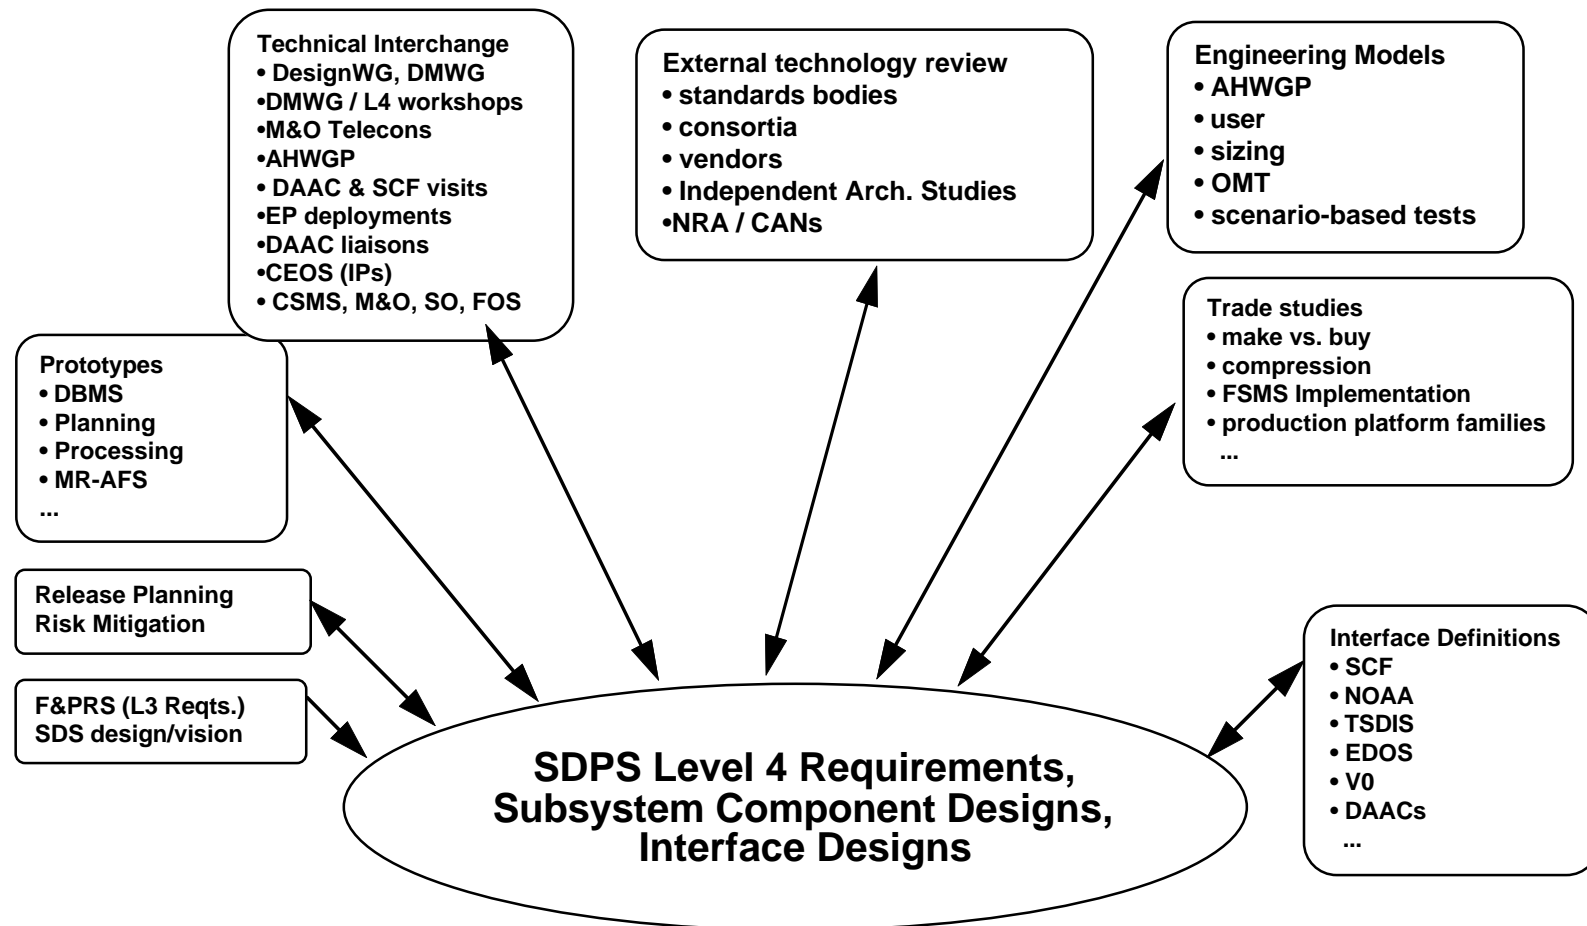 Technical Interchange
• DesignWG, DMWG
•DMWG / L4 workshops
•M&O Telecons
•AHWGP
• DAAC & SCF visits
•EP deployments
•DAAC liaisons
•CEOS (IPs)
• CSMS, M&O, SO, FOS
External technology review
• standards bodies
• consortia
• vendors
• Independent Arch. Studies
•NRA / CANs
Engineering Models
• AHWGP
• user
• sizing
• OMT
• scenario-based tests
Trade studies
• make vs. buy
• compression
• FSMS Implementation
• production platform families
...
Prototypes
• DBMS
• Planning
• Processing
• MR-AFS
...
Release Planning
Risk Mitigation
F&PRS (L3 Reqts.)
SDS design/vision
Interface Definitions
• SCF
• NOAA
• TSDIS
• EDOS
• V0
• DAACs
...
SDPS Level 4 Requirements,
Subsystem Component Designs,
Interface Designs